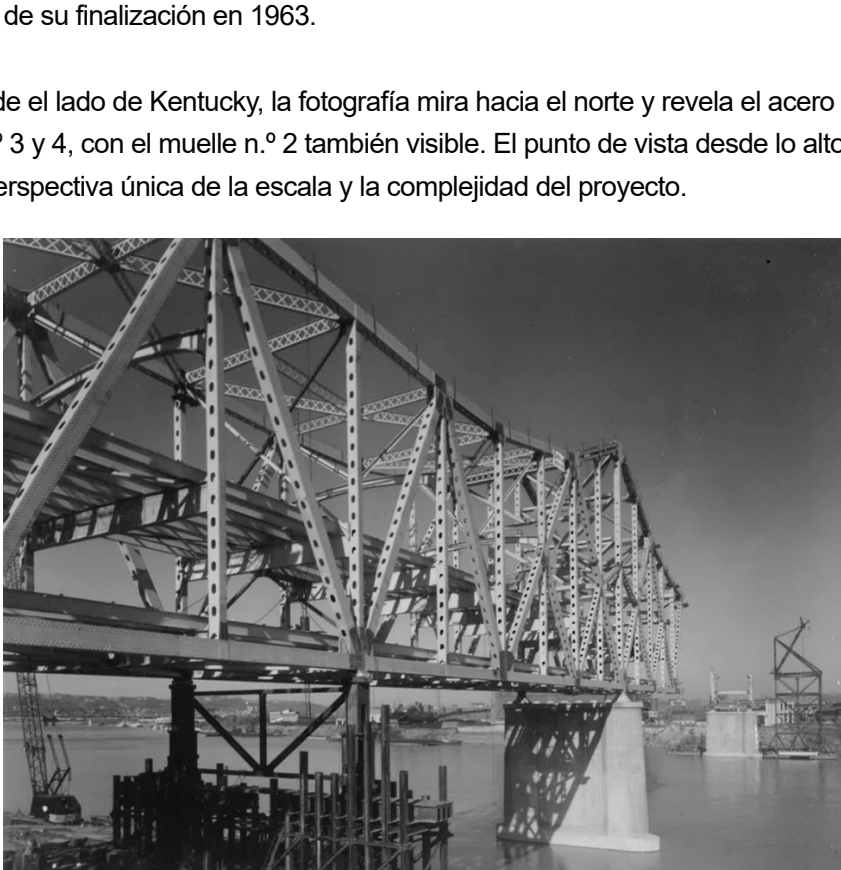 de su finalización en 1963.
de el lado de Kentucky, la fotografía mira hacia el norte y revela el acero
º 3 y 4, con el muelle n.º 2 también visible. El punto de vista desde lo alto
erspectiva única de la escala y la complejidad del proyecto.